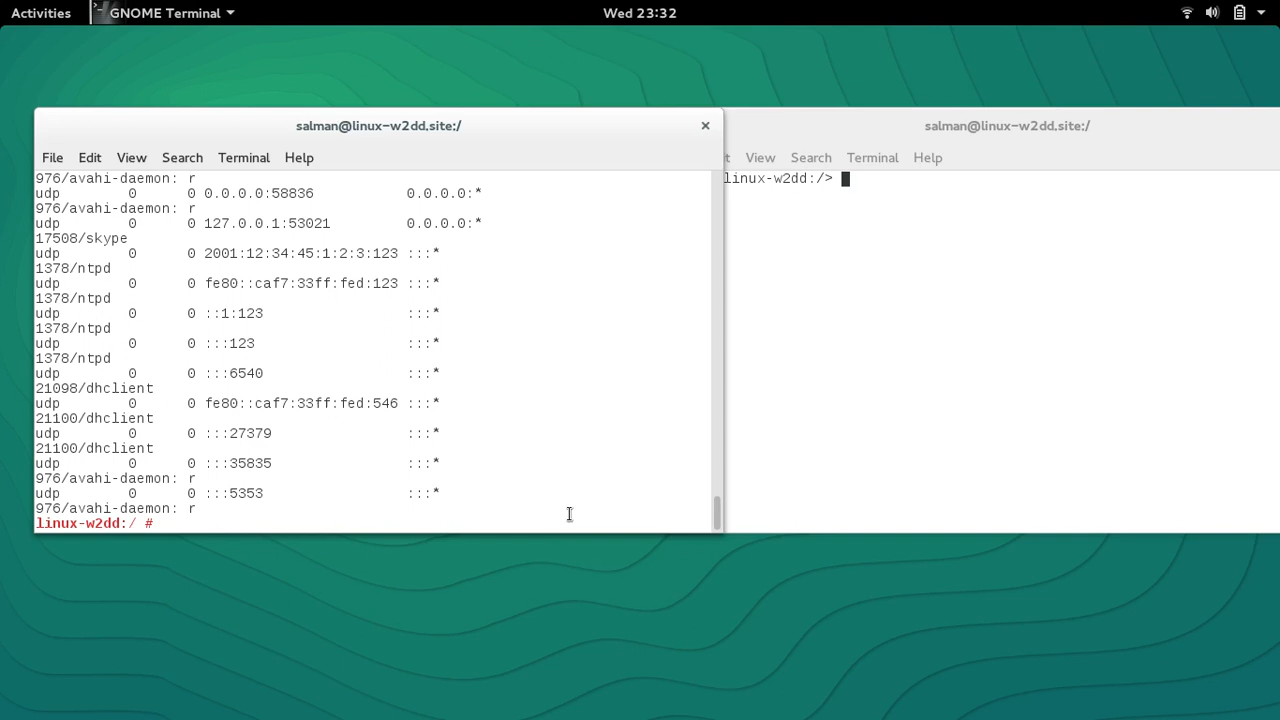 Activities GNOME Terminal Wed 23:32
salman@linux-w2dd.site:/
File Edit View Search Terminal Help
976/avahi-daemon: r
udp 0 0 0.0.0.0:58836 0.0.0.0:*
976/avahi-daemon: r
udp 0 0 127.0.0.1:53021 0.0.0.0:*
17508/skype
udp 0 0 2001:12:34:45:1:2:3:123 :::*
1378/ntpd
udp 0 0 fe80::caf7:33ff:fed:123 :::*
1378/ntpd
udp 0 0 ::1:123 :::*
1378/ntpd
udp 0 0 :::123 :::*
1378/ntpd
udp 0 0 :::6540 :::*
21098/dhclient
udp 0 0 fe80::caf7:33ff:fed:546 :::*
21100/dhclient
udp 0 0 :::27379 :::*
21100/dhclient
udp 0 0 :::35835 :::*
976/avahi-daemon: r
udp 0 0 :::5353 :::*
976/avahi-daemon: r
linux-w2dd:/ #
salman@linux-w2dd.site:/
t View Search Terminal Help
linux-w2dd:/>